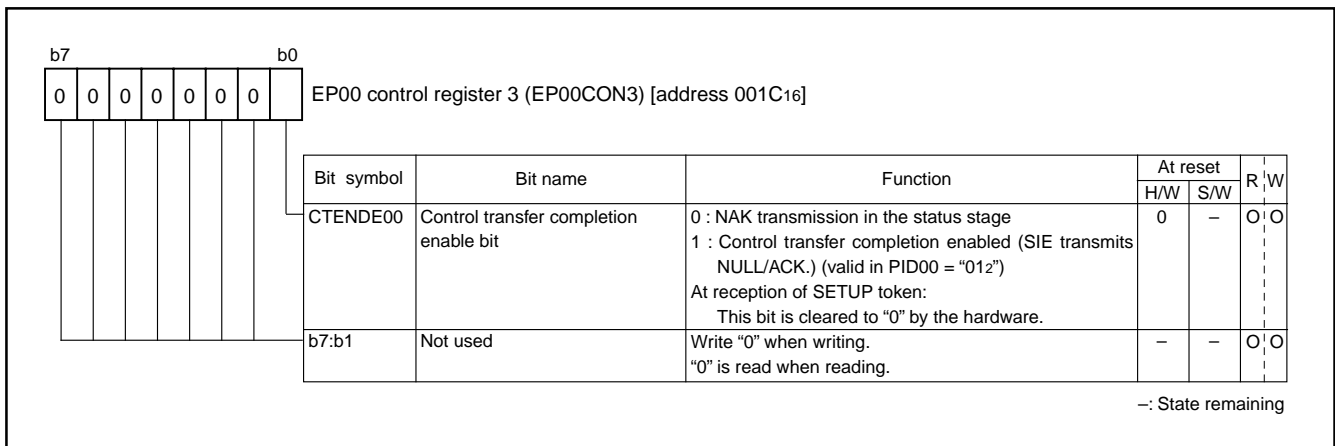 b7 b0
0 0 0 0 0 0 0 EP00 control register 3 (EP00CON3) [address 001C16]
Bit symbol Bit name Function At reset R W
H/W S/W
CTENDE00 Control transfer completion 0 : NAK transmission in the status stage 0 – O O
enable bit 1 : Control transfer completion enabled (SIE transmits
NULL/ACK.) (valid in PID00 = “012”)
At reception of SETUP token:
This bit is cleared to “0” by the hardware.
b7:b1 Not used Write “0” when writing. – – O O
“0” is read when reading.
–: State remaining